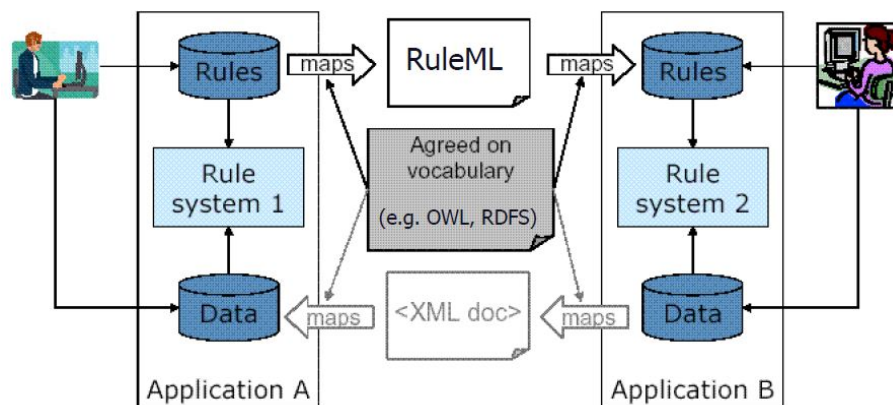 Rules
maps
RuleML
maps
Rules
Rule
system 1
Agreed on
vocabulary
(e.g. OWL, RDFS)
Rule
system 2
Data
maps
<XML doc>
maps
Data
Application A
Application B